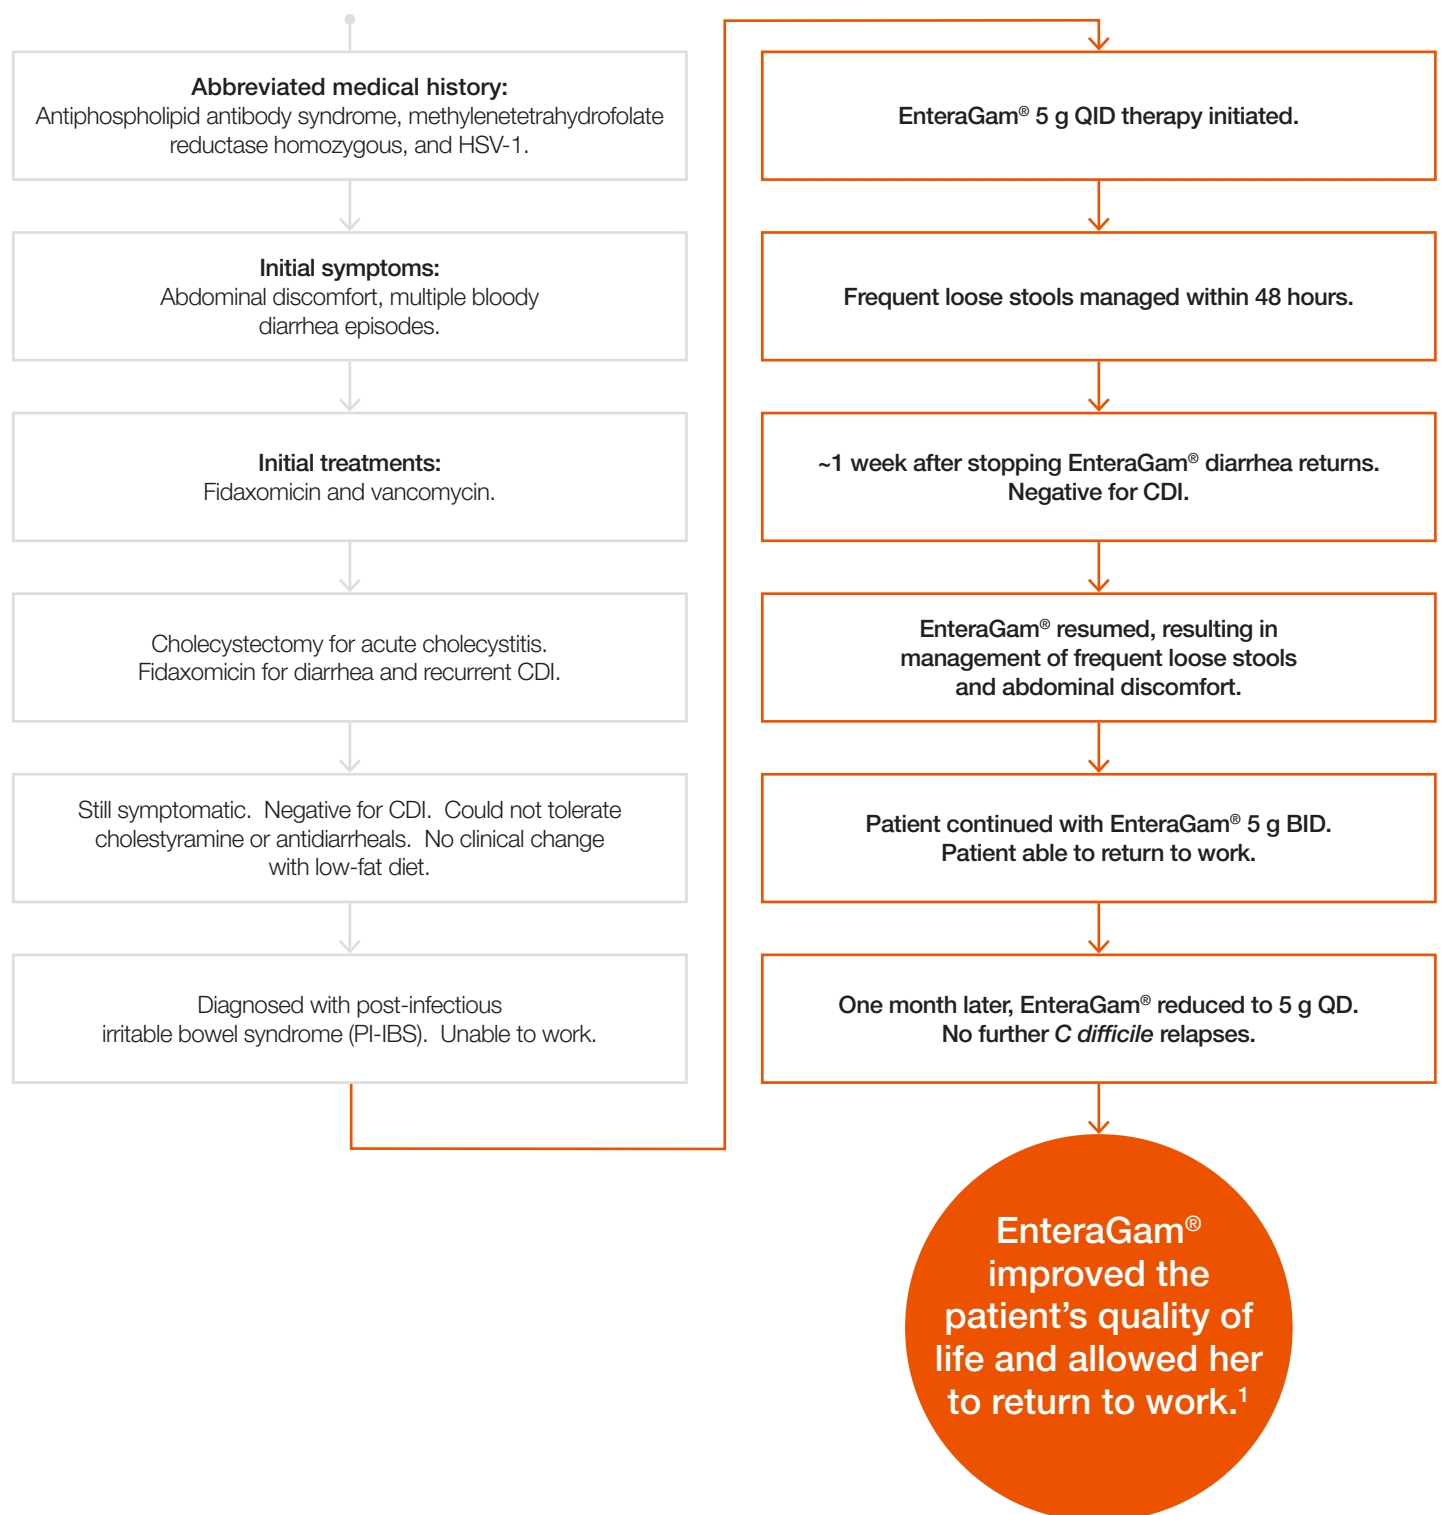 Abbreviated medical history:
Antiphospholipid antibody syndrome, methylenetetrahydrofolate
reductase homozygous, and HSV-1.
Initial symptoms:
Abdominal discomfort, multiple bloody
diarrhea episodes.
Initial treatments:
Fidaxomicin and vancomycin.
Cholecystectomy for acute cholecystitis.
Fidaxomicin for diarrhea and recurrent CDI.
Still symptomatic.  Negative for CDI.  Could not tolerate
cholestyramine or antidiarrheals.  No clinical change
with low-fat diet.
Diagnosed with post-infectious
irritable bowel syndrome (PI-IBS).  Unable to work.
EnteraGam® 5 g QID therapy initiated.
Frequent loose stools managed within 48 hours.
~1 week after stopping EnteraGam® diarrhea returns.
Negative for CDI.
EnteraGam® resumed, resulting in
management of frequent loose stools
and abdominal discomfort.
Patient continued with EnteraGam® 5 g BID.
Patient able to return to work.
One month later, EnteraGam® reduced to 5 g QD.
No further C difficile relapses.
EnteraGam®
improved the
patient’s quality of
life and allowed her
to return to work.¹